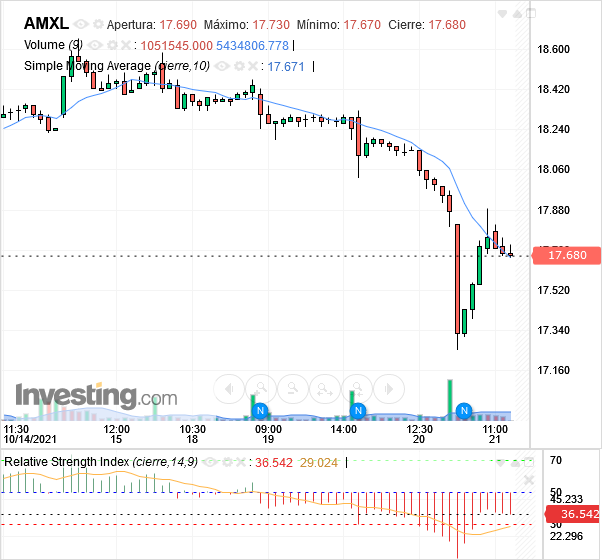 AMXL Apertura: 17.690 Máximo: 17.730 Mínimo: 17.670 Cierre: 17.680
Volume (9) : 1051545.000 5434806.778
Simple Moving Average (cierre,10) : 17.671
18.600
18.420
18.240
18.060
17.880
17.680
17.520
17.340
17.160
Investing.com
N N N
11:30 12:00 10:30 09:00 14:00 12:30 11:00
10/14/2021 15 18 19 20 21
Relative Strength Index (cierre,14,9) : 36.542 29.024
70
50
45.233
36.542
30
22.296